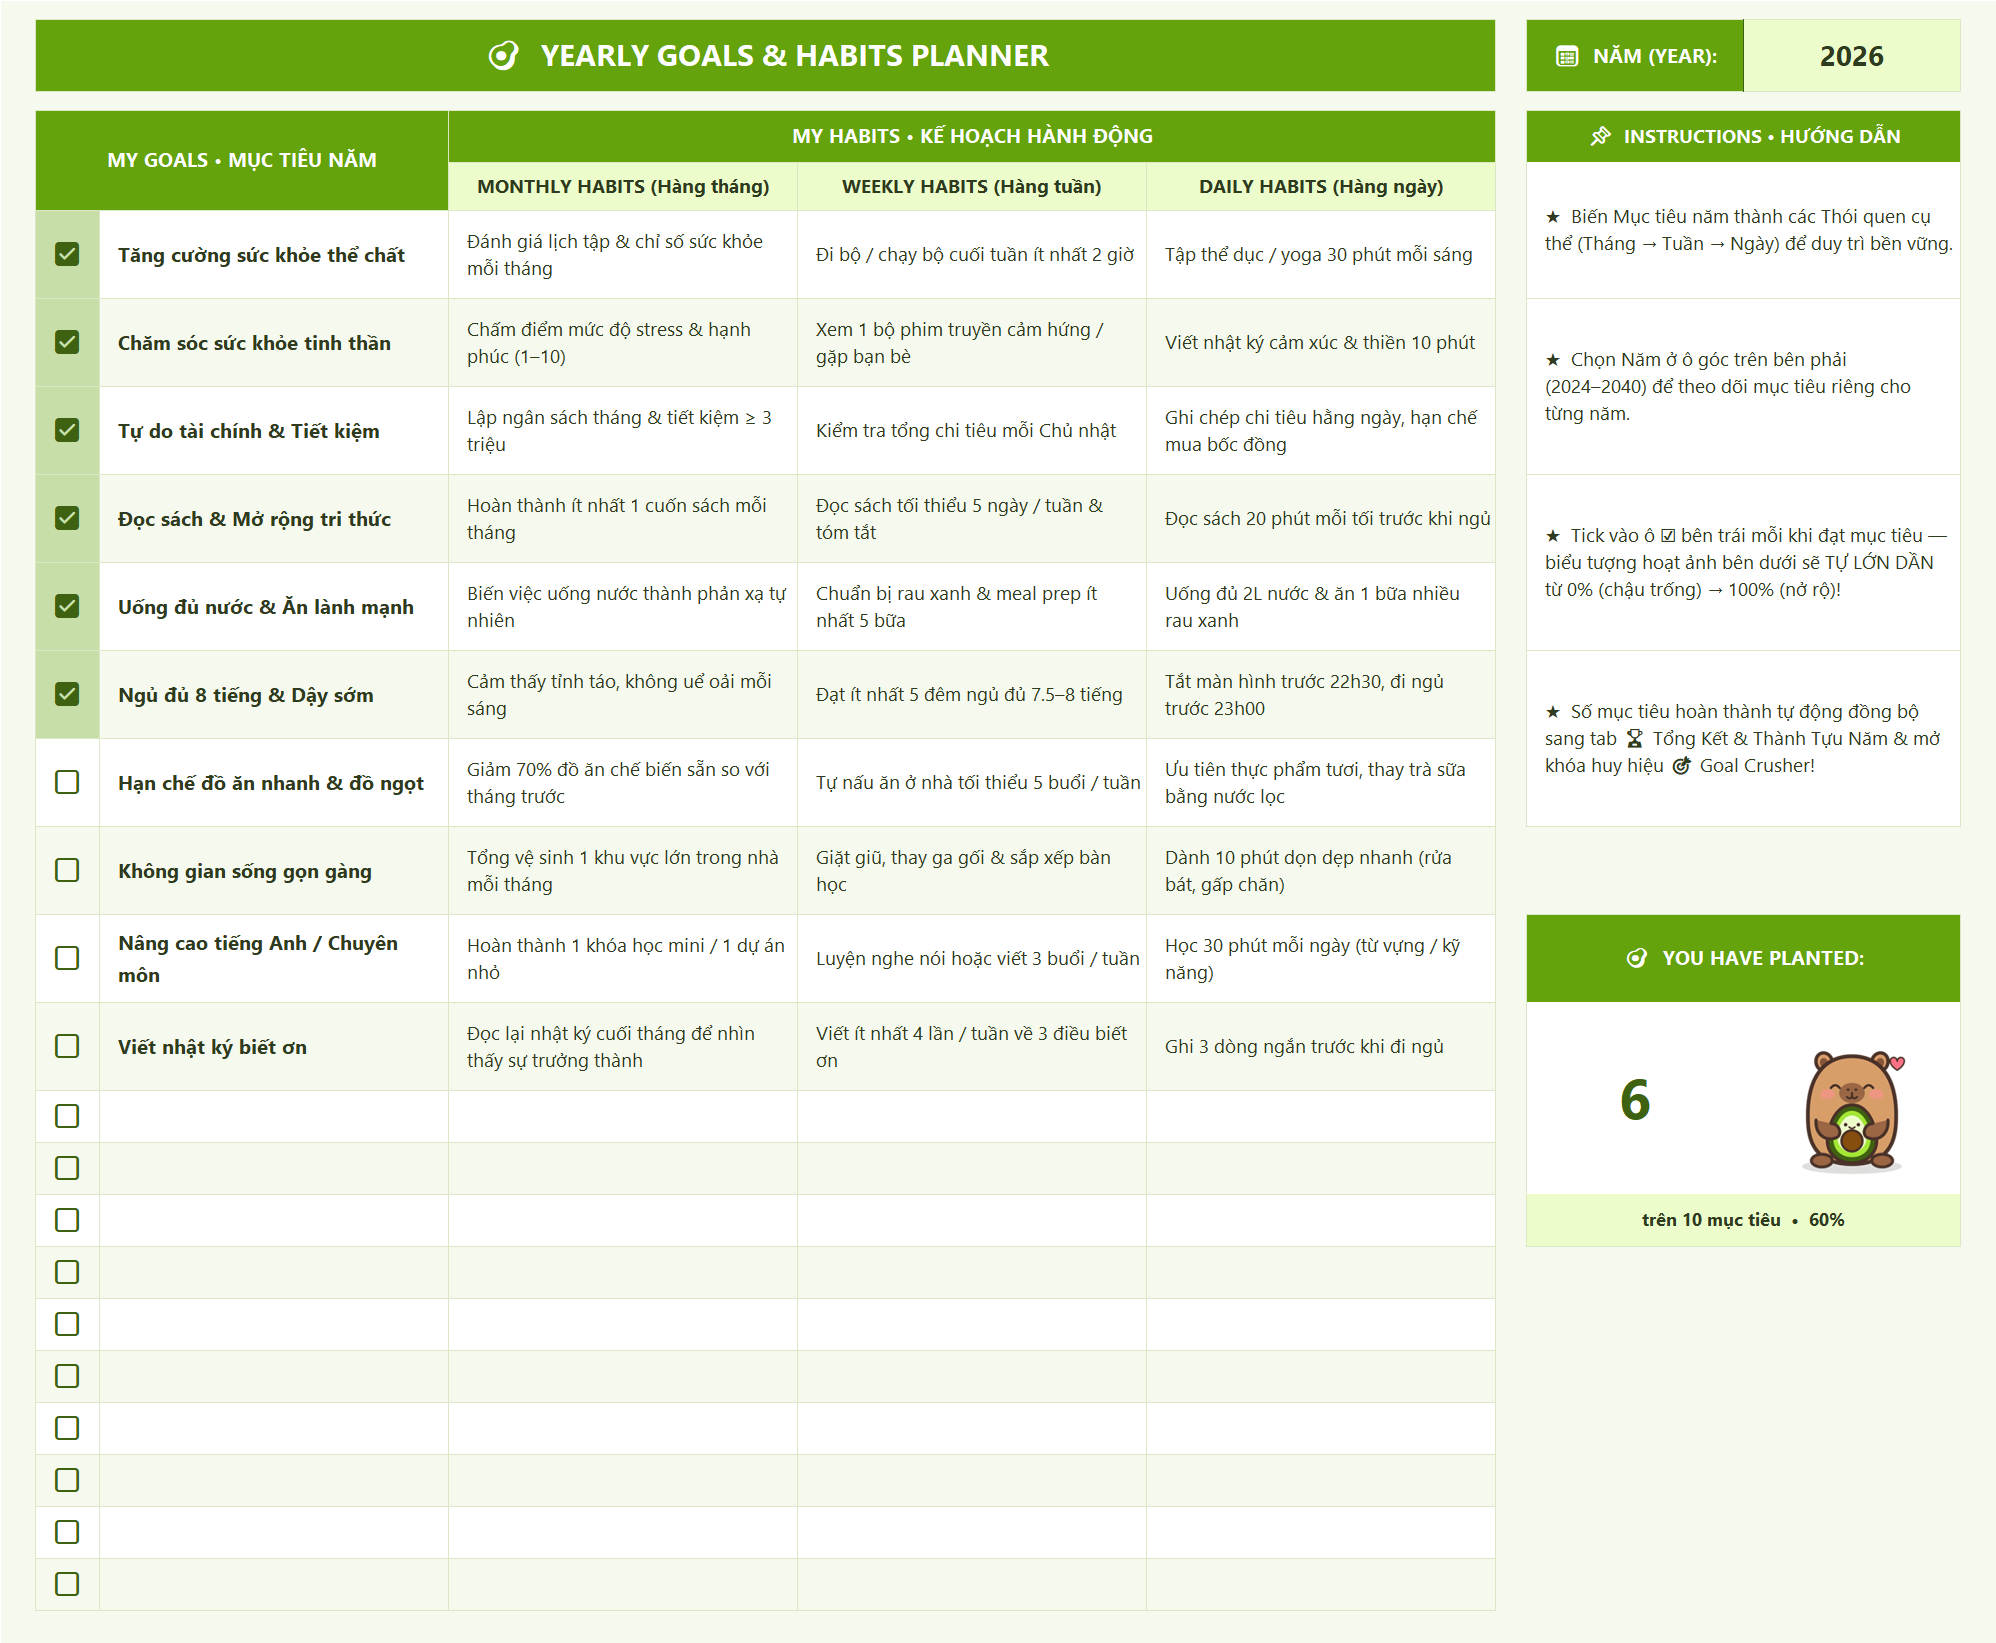 YEARLY GOALS & HABITS PLANNER
NĂM (YEAR):
2026
MY GOALS • MỤC TIÊU NĂM
MY HABITS • KẾ HOẠCH HÀNH ĐỘNG
MONTHLY HABITS (Hàng tháng)
WEEKLY HABITS (Hàng tuần)
DAILY HABITS (Hàng ngày)
Tăng cường sức khỏe thể chất
Đánh giá lịch tập & chỉ số sức khỏe
mỗi tháng
Đi bộ / chạy bộ cuối tuần ít nhất 2 giờ
Tập thể dục / yoga 30 phút mỗi sáng
Chăm sóc sức khỏe tinh thần
Chấm điểm mức độ stress & hạnh
phúc (1–10)
Xem 1 bộ phim truyền cảm hứng /
gặp bạn bè
Viết nhật ký cảm xúc & thiền 10 phút
Tự do tài chính & Tiết kiệm
Lập ngân sách tháng & tiết kiệm ≥ 3
triệu
Kiểm tra tổng chi tiêu mỗi Chủ nhật
Ghi chép chi tiêu hằng ngày, hạn chế
mua bốc đồng
Đọc sách & Mở rộng tri thức
Hoàn thành ít nhất 1 cuốn sách mỗi
tháng
Đọc sách tối thiểu 5 ngày / tuần &
tóm tắt
Đọc sách 20 phút mỗi tối trước khi ngủ
Uống đủ nước & Ăn lành mạnh
Biến việc uống nước thành phản xạ tự
nhiên
Chuẩn bị rau xanh & meal prep ít
nhất 5 bữa
Uống đủ 2L nước & ăn 1 bữa nhiều
rau xanh
Ngủ đủ 8 tiếng & Dậy sớm
Cảm thấy tỉnh táo, không uể oải mỗi
sáng
Đạt ít nhất 5 đêm ngủ đủ 7.5–8 tiếng
Tắt màn hình trước 22h30, đi ngủ
trước 23h00
Hạn chế đồ ăn nhanh & đồ ngọt
Giảm 70% đồ ăn chế biến sẵn so với
tháng trước
Tự nấu ăn ở nhà tối thiểu 5 buổi / tuần
Ưu tiên thực phẩm tươi, thay trà sữa
bằng nước lọc
Không gian sống gọn gàng
Tổng vệ sinh 1 khu vực lớn trong nhà
mỗi tháng
Giặt giũ, thay ga gối & sắp xếp bàn
học
Dành 10 phút dọn dẹp nhanh (rửa
bát, gấp chăn)
Nâng cao tiếng Anh / Chuyên
môn
Hoàn thành 1 khóa học mini / 1 dự án
nhỏ
Luyện nghe nói hoặc viết 3 buổi / tuần
Học 30 phút mỗi ngày (từ vựng / kỹ
năng)
Viết nhật ký biết ơn
Đọc lại nhật ký cuối tháng để nhìn
thấy sự trưởng thành
Viết ít nhất 4 lần / tuần về 3 điều biết
ơn
Ghi 3 dòng ngắn trước khi đi ngủ
INSTRUCTIONS • HƯỚNG DẪN
★ Biến Mục tiêu năm thành các Thói quen cụ
thể (Tháng → Tuần → Ngày) để duy trì bền vững.
★ Chọn Năm ở ô góc trên bên phải
(2024–2040) để theo dõi mục tiêu riêng cho
từng năm.
★ Tick vào ô ☑ bên trái mỗi khi đạt mục tiêu —
biểu tượng hoạt ảnh bên dưới sẽ TỰ LỚN DẦN
từ 0% (chậu trống) → 100% (nở rộ)!
★ Số mục tiêu hoàn thành tự động đồng bộ
sang tab 🏆 Tổng Kết & Thành Tựu Năm & mở
khóa huy hiệu 🎯 Goal Crusher!
YOU HAVE PLANTED:
6
trên 10 mục tiêu • 60%